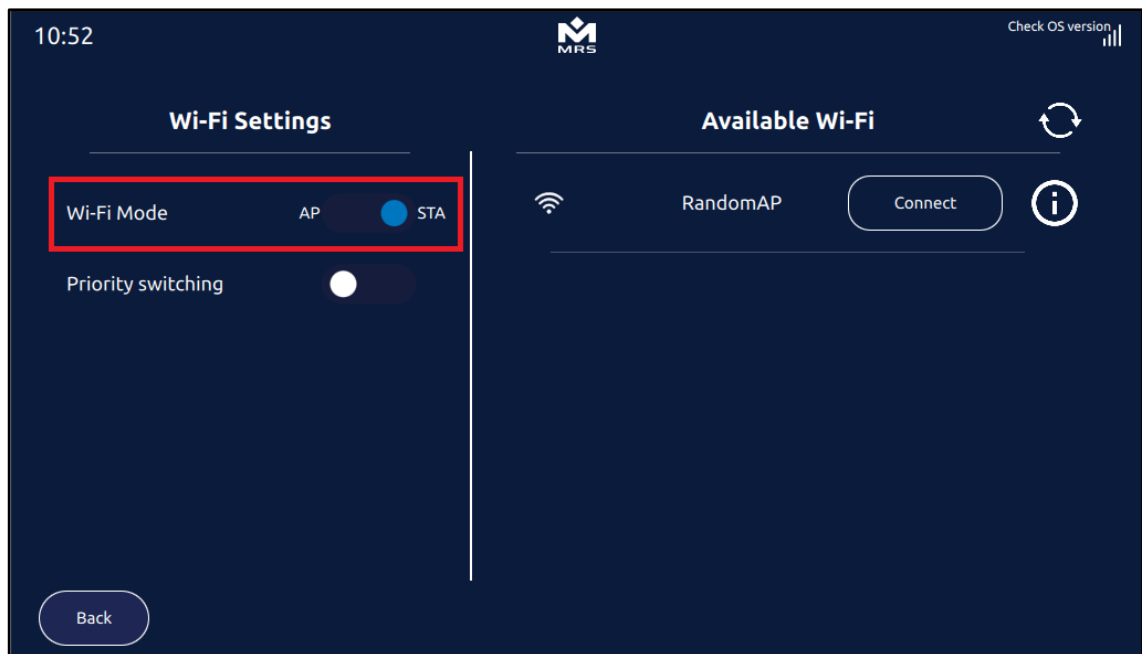 10:52
MRS
Check OS version
Wi-Fi Settings
Available Wi-Fi
Wi-Fi Mode AP STA
RandomAP Connect
Priority switching
Back